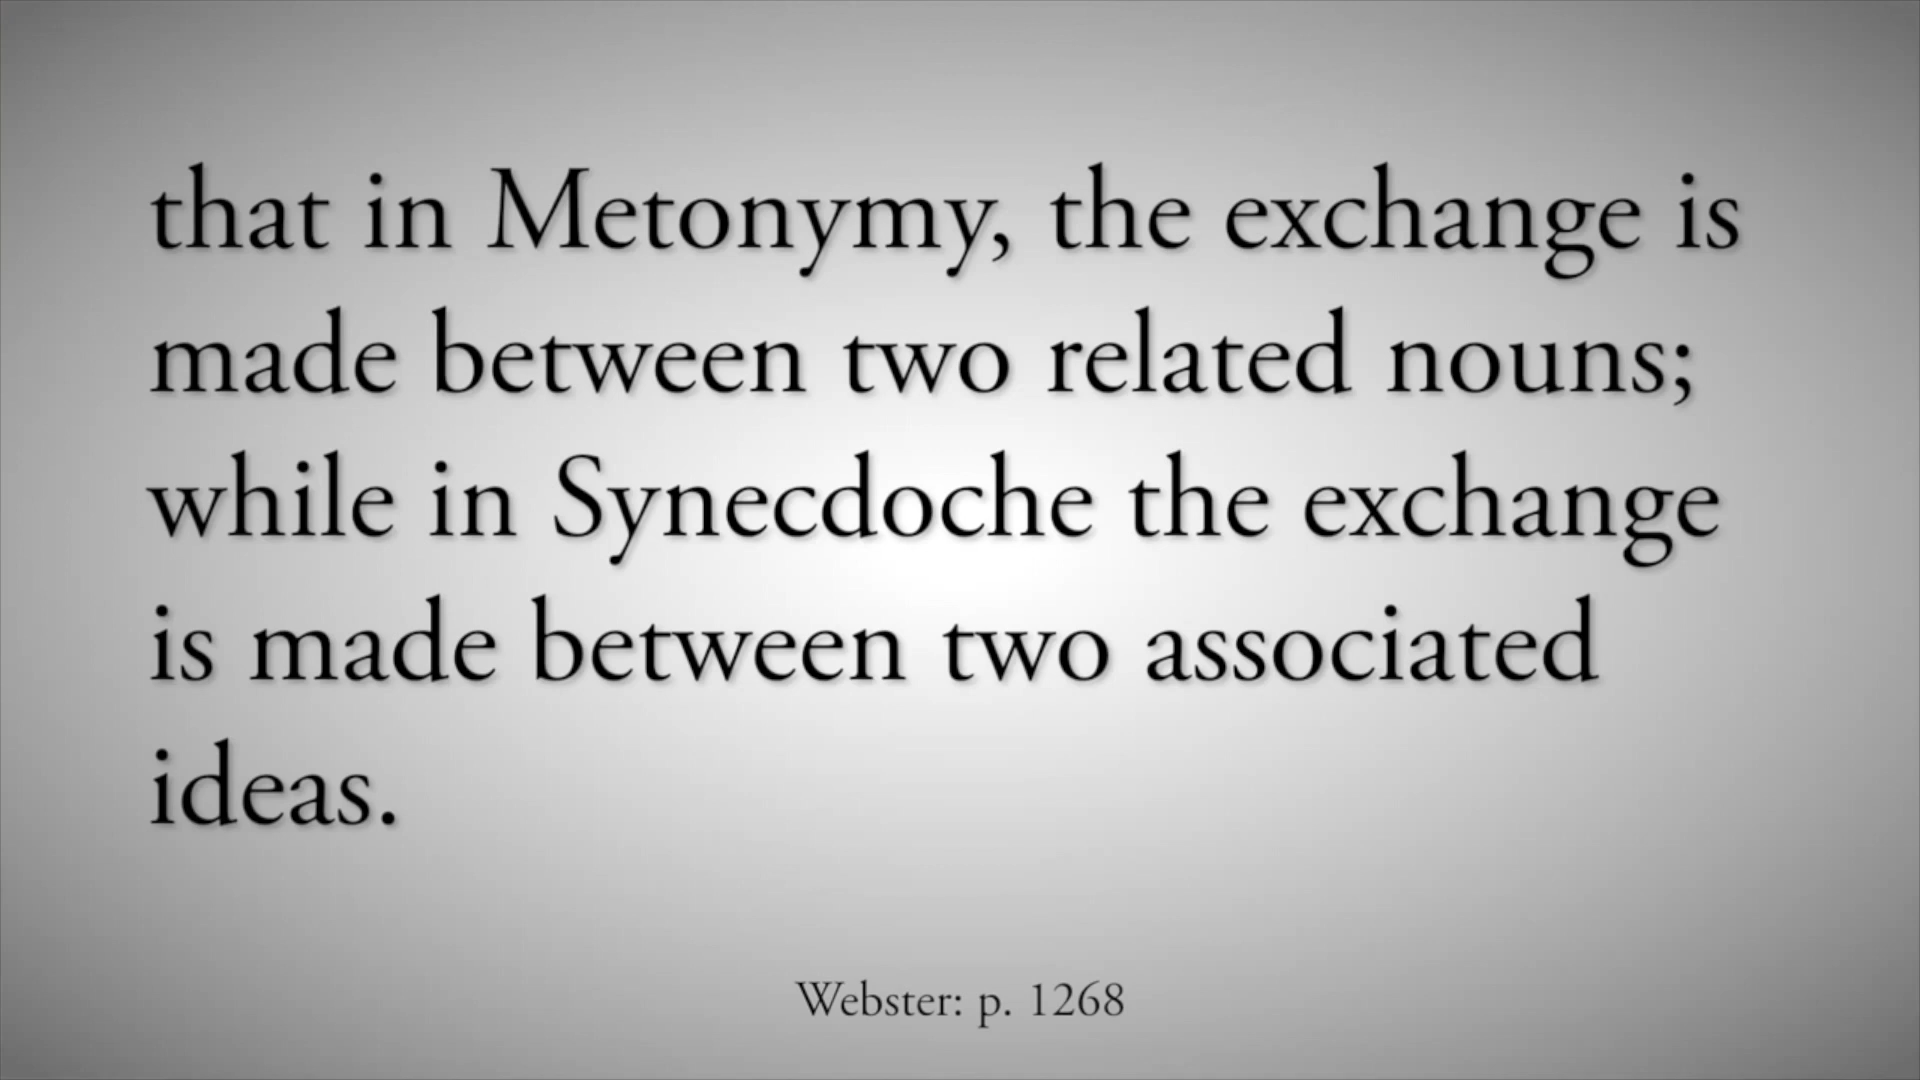 that in Metonymy, the exchange is
made between two related nouns;
while in Synecdoche the exchange
is made between two associated
ideas.
Webster: p. 1268